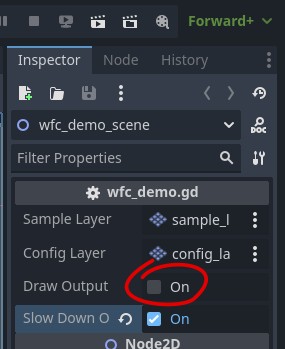 Forward+
Inspector Node History
wfc_demo_scene
DOC
Filter Properties
wfc_demo.gd
Sample Layer sample_l
Config Layer config_la
Draw Output On
Slow Down O On
Node2D